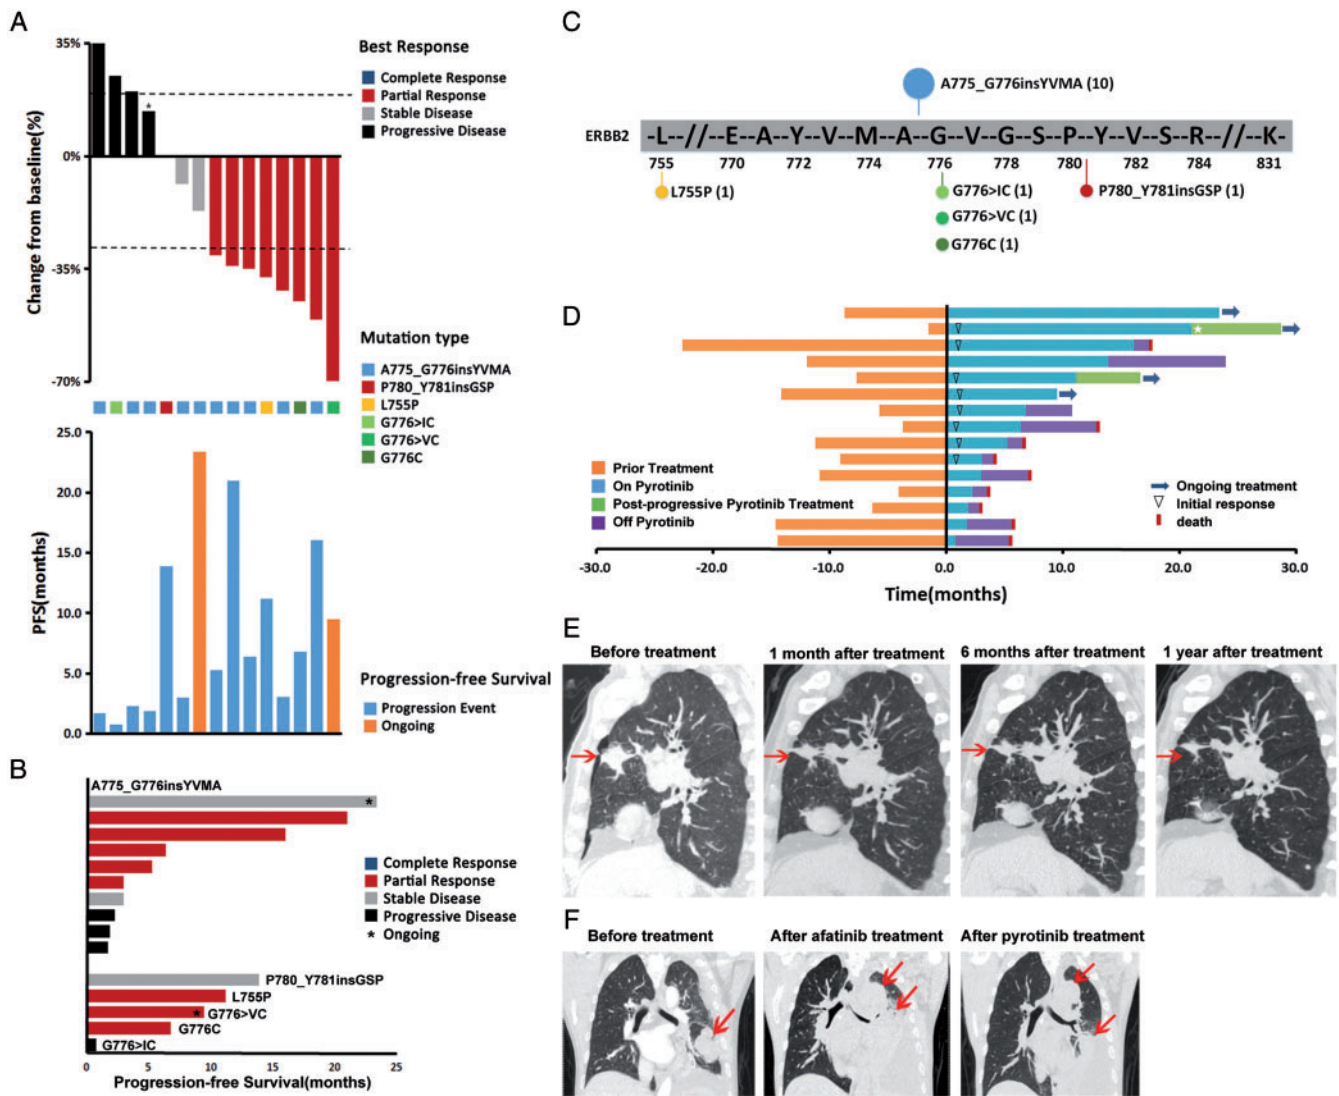 A
35%
0%
-35%
-70%
Change from baseline(%)
*
Best Response
Complete Response
Partial Response
Stable Disease
Progressive Disease
Mutation type
A775_G776insYVMA
P780_Y781insGSP
L755P
G776>IC
G776>VC
G776C
25.0
20.0
15.0
10.0
5.0
0.0
PFS(months)
Progression-free Survival
Progression Event
Ongoing
B
A775_G776insYVMA
*
Complete Response
Partial Response
Stable Disease
Progressive Disease
* Ongoing
P780_Y781insGSP
L755P
* G776>VC
G776C
G776>IC
0 5 10 15 20 25
Progression-free Survival(months)
C
A775_G776insYVMA (10)
ERBB2 -L--//--E--A--Y--V--M--A--G--V--G--S--P--Y--V--S--R--//--K-
755 770 772 774 776 778 780 782 784 831
L755P (1)
G776>IC (1)
P780_Y781insGSP (1)
G776>VC (1)
G776C (1)
D
Prior Treatment
On Pyrotinib
Post-progressive Pyrotinib Treatment
Off Pyrotinib
Ongoing treatment
Initial response
death
-30.0 -20.0 -10.0 0.0 10.0 20.0 30.0
Time(months)
E
Before treatment
1 month after treatment
6 months after treatment
1 year after treatment
F
Before treatment
After afatinib treatment
After pyrotinib treatment